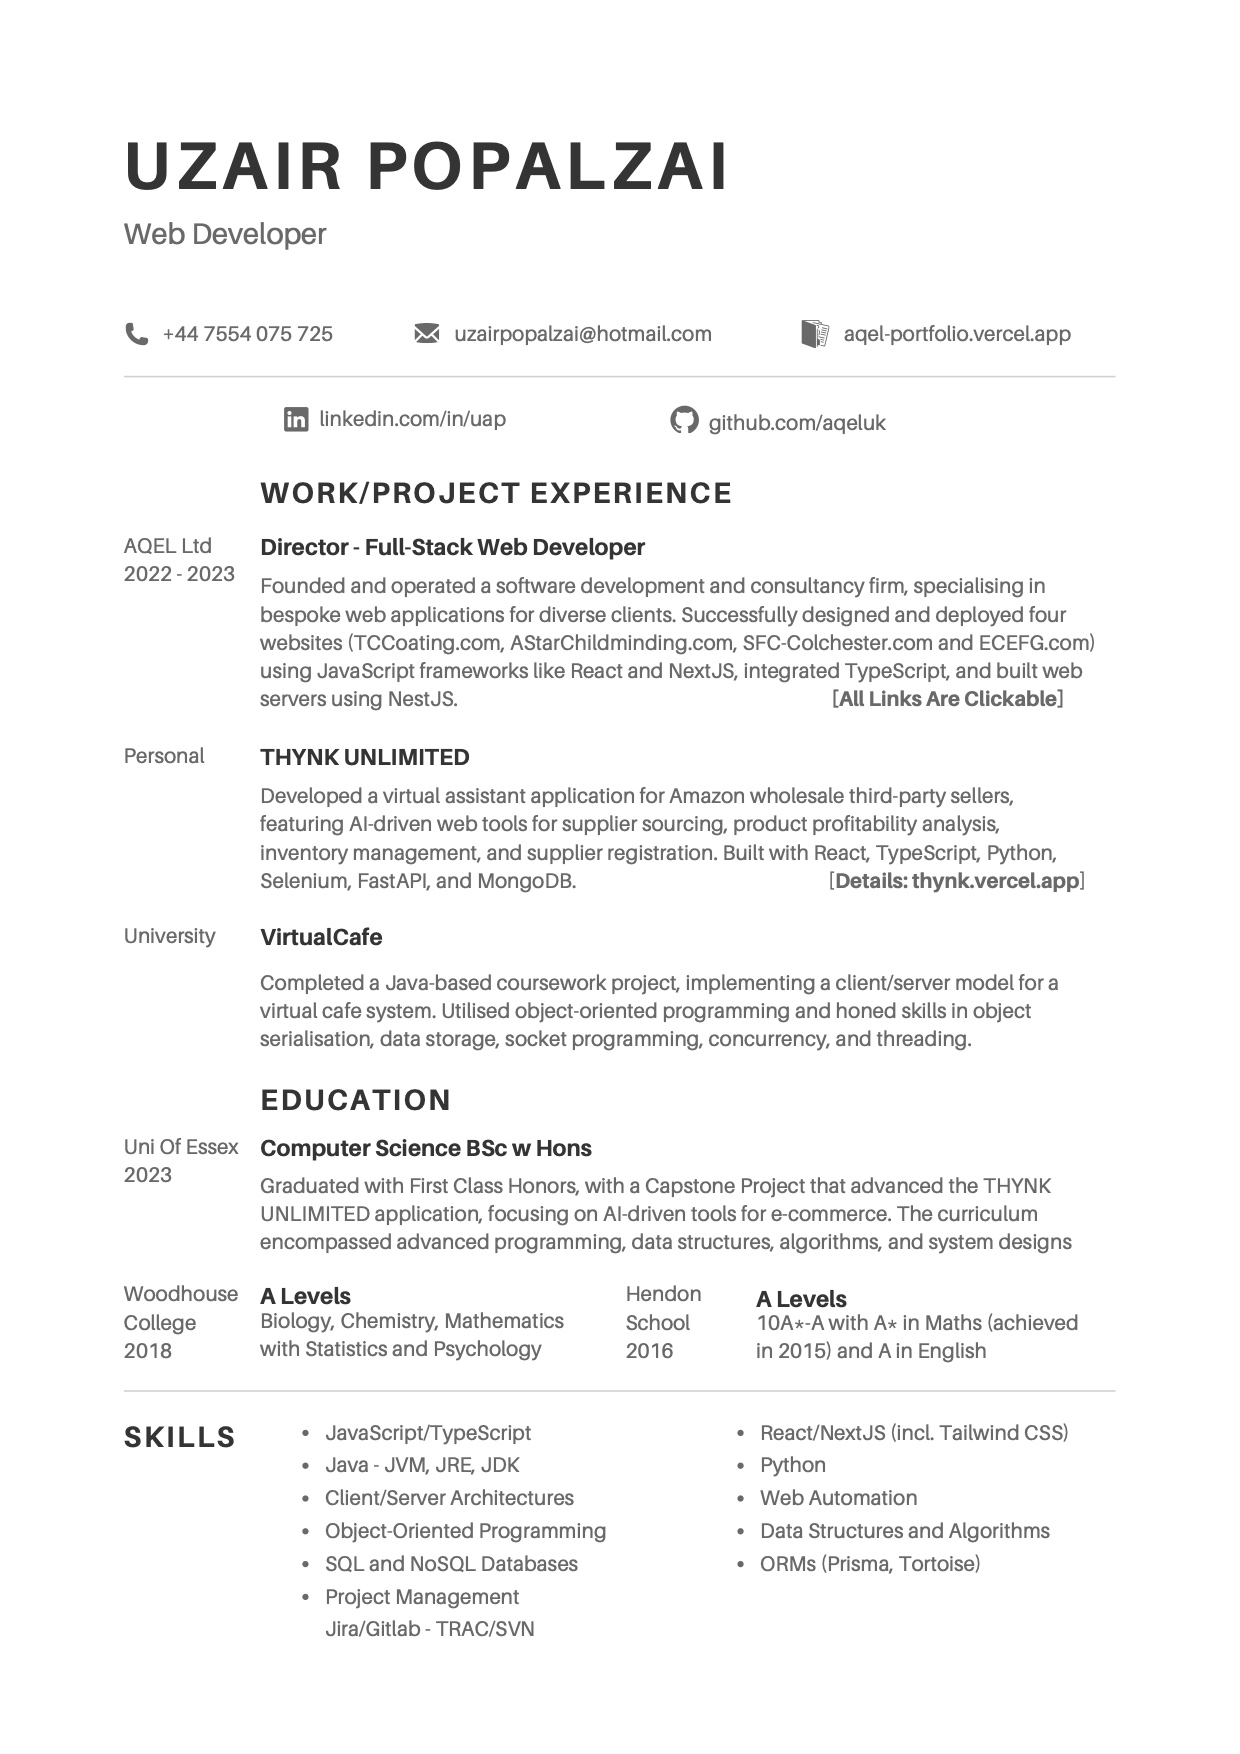 UZAIR POPALZAI
Web Developer
+44 7554 075 725
uzairpopalzai@hotmail.com
aqel-portfolio.vercel.app
linkedin.com/in/uap
github.com/aqeluk
WORK/PROJECT EXPERIENCE
AQEL Ltd
2022 - 2023
Director - Full-Stack Web Developer
Founded and operated a software development and consultancy firm, specialising in
bespoke web applications for diverse clients. Successfully designed and deployed four
websites (TCCoating.com, AStarChildminding.com, SFC-Colchester.com and ECEFG.com)
using JavaScript frameworks like React and NextJS, integrated TypeScript, and built web
servers using NestJS. [All Links Are Clickable]
Personal
THYNK UNLIMITED
Developed a virtual assistant application for Amazon wholesale third-party sellers,
featuring AI-driven web tools for supplier sourcing, product profitability analysis,
inventory management, and supplier registration. Built with React, TypeScript, Python,
Selenium, FastAPI, and MongoDB. [Details: thynk.vercel.app]
University
VirtualCafe
Completed a Java-based coursework project, implementing a client/server model for a
virtual cafe system. Utilised object-oriented programming and honed skills in object
serialisation, data storage, socket programming, concurrency, and threading.
EDUCATION
Uni Of Essex
2023
Computer Science BSc w Hons
Graduated with First Class Honors, with a Capstone Project that advanced the THYNK
UNLIMITED application, focusing on AI-driven tools for e-commerce. The curriculum
encompassed advanced programming, data structures, algorithms, and system designs
Woodhouse
College
2018
A Levels
Biology, Chemistry, Mathematics
with Statistics and Psychology
Hendon
School
2016
A Levels
10A*-A with A* in Maths (achieved
in 2015) and A in English
SKILLS
• JavaScript/TypeScript
• Java - JVM, JRE, JDK
• Client/Server Architectures
• Object-Oriented Programming
• SQL and NoSQL Databases
• Project Management
Jira/Gitlab - TRAC/SVN
• React/NextJS (incl. Tailwind CSS)
• Python
• Web Automation
• Data Structures and Algorithms
• ORMs (Prisma, Tortoise)